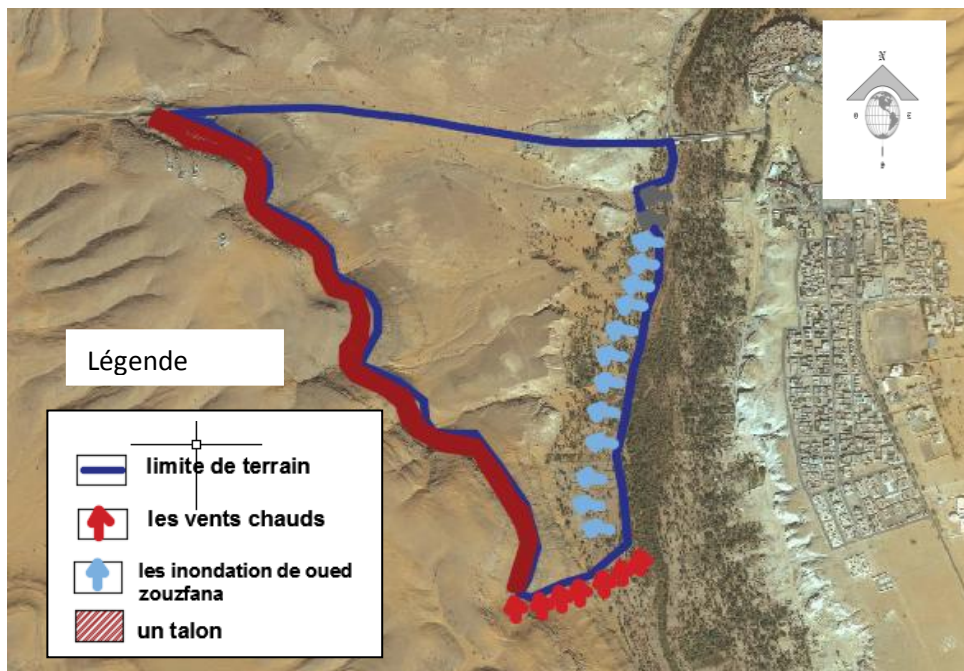 N
Légende
limite de terrain
les vents chauds
les inondation de oued
zouzfana
un talon